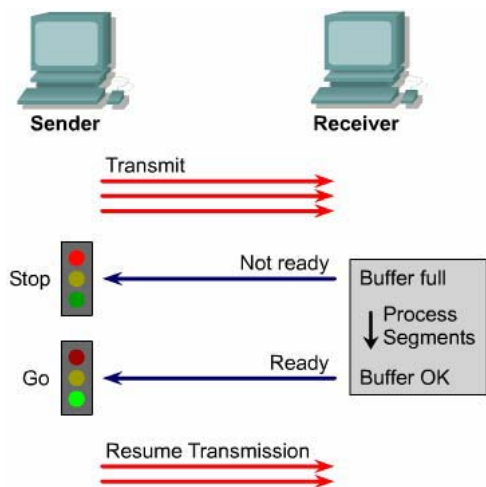 Sender
Receiver
Transmit
Stop
Not ready
Buffer full
Process
Segments
Go
Ready
Buffer OK
Resume Transmission